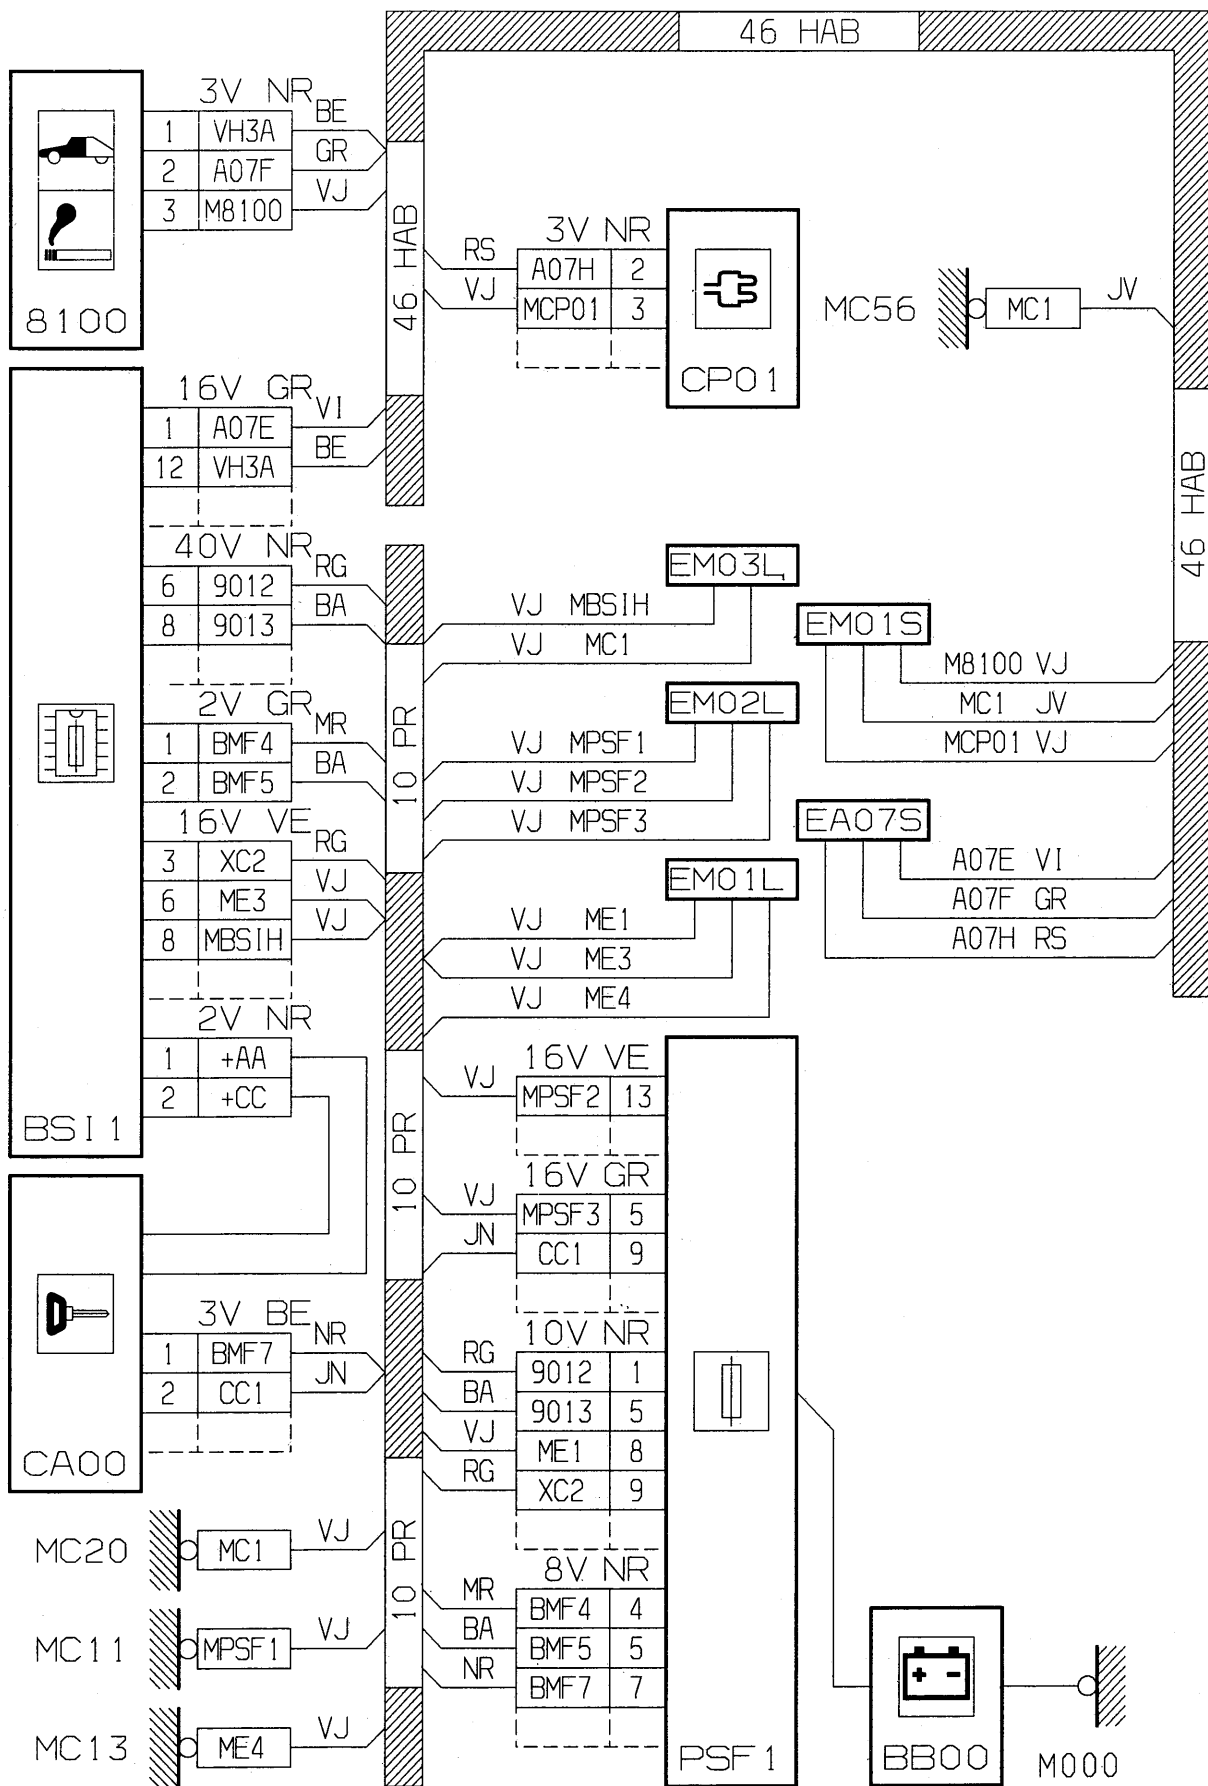 46 HAB
3V NR
1 VH3A BE
2 A07F GR
3 M8100 VJ
8100
46 HAB
3V NR
RS A07H 2
VJ MCP01 3
CP01
MC56 MC1 JV
16V GR
1 A07E VI
12 VH3A BE
46 HAB
40V NR
6 9012 RG
8 9013 BA
2V GR
1 BMF4 MR
2 BMF5 BA
16V VE
3 XC2 RG
6 ME3 VJ
8 MBSIH VJ
2V NR
1 +AA
2 +CC
BSI1
10 PR
EM03L
VJ MBSIH
VJ MC1
EM01S
M8100 VJ
MC1 JV
MCP01 VJ
EM02L
VJ MPSF1
VJ MPSF2
VJ MPSF3
EA07S
A07E VI
A07F GR
A07H RS
EM01L
VJ ME1
VJ ME3
VJ ME4
10 PR
16V VE
VJ MPSF2 13
16V GR
VJ MPSF3 5
JN CC1 9
3V BE
1 BMF7 NR
2 CC1 JN
CA00
10V NR
RG 9012 1
BA 9013 5
VJ ME1 8
RG XC2 9
10 PR
MC20 MC1 VJ
MC11 MPSF1 VJ
MC13 ME4 VJ
8V NR
MR BMF4 4
BA BMF5 5
NR BMF7 7
PSF1
+ -
BB00
M000